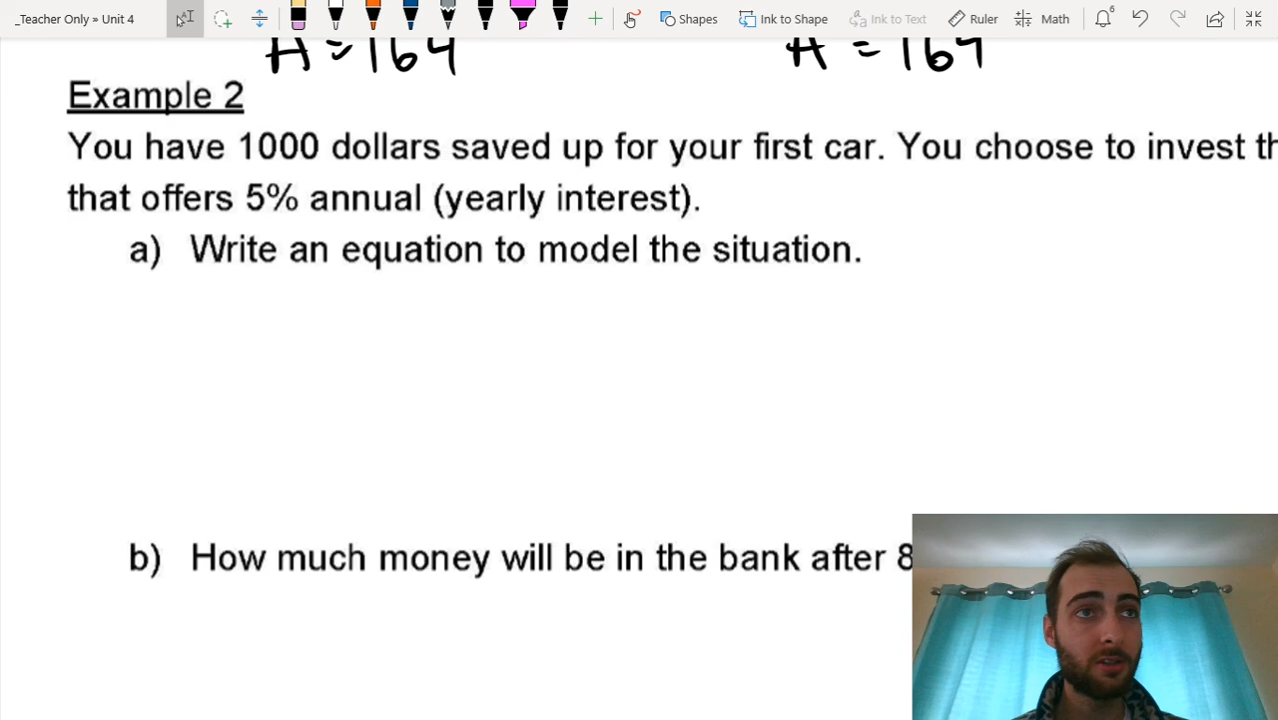 _Teacher Only » Unit 4
Shapes
Ink to Shape
Ink to Text
Ruler
Math
6
A = 164
A = 164
Example 2
You have 1000 dollars saved up for your first car. You choose to invest th
that offers 5% annual (yearly interest).
a) Write an equation to model the situation.
b) How much money will be in the bank after 8